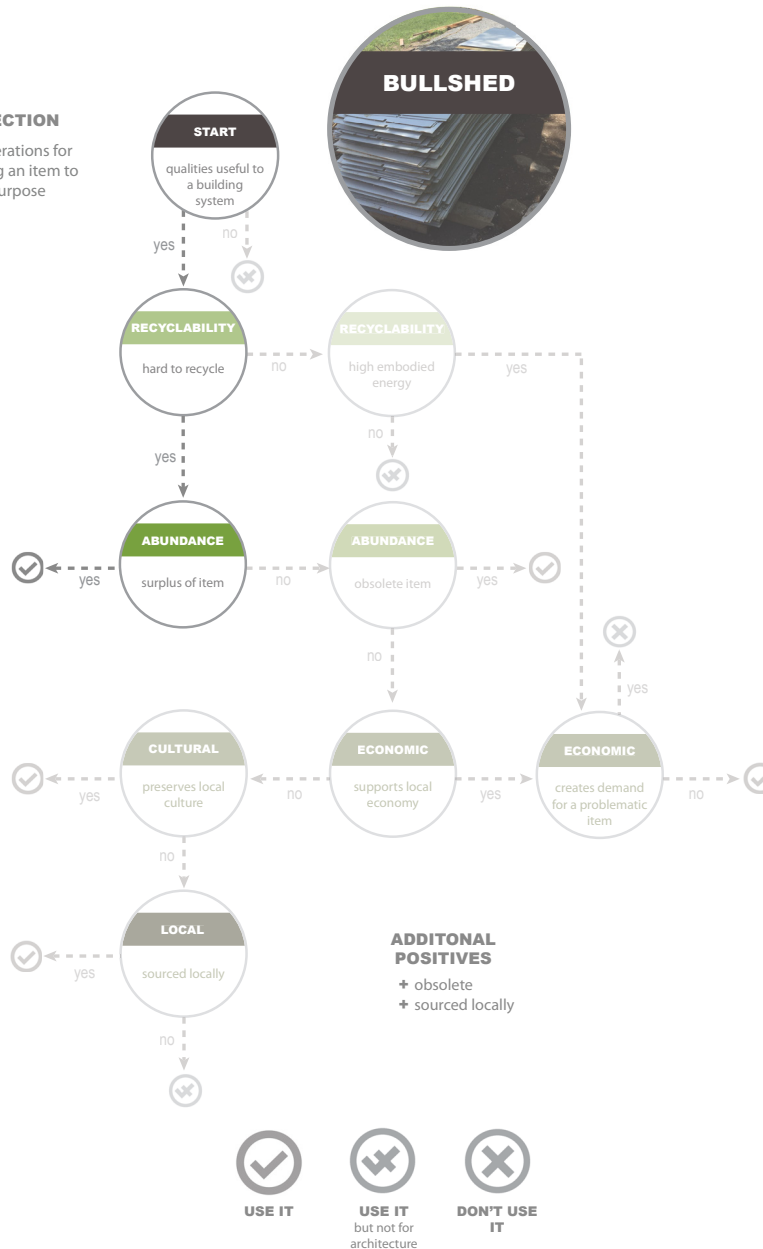 BULLSHED
START
qualities useful to
a building
system
yes
no
RECYCLABILITY
hard to recycle
no
RECYCLABILITY
high embodied
energy
yes
no
yes
ABUNDANCE
surplus of item
yes
no
ABUNDANCE
obsolete item
yes
no
yes
CULTURAL
preserves local
culture
yes
no
ECONOMIC
supports local
economy
yes
ECONOMIC
creates demand
for a problematic
item
no
no
LOCAL
sourced locally
yes
no
ADDITONAL
POSITIVES
+ obsolete
+ sourced locally
USE IT
USE IT
but not for
architecture
DON'T USE
IT
an item to